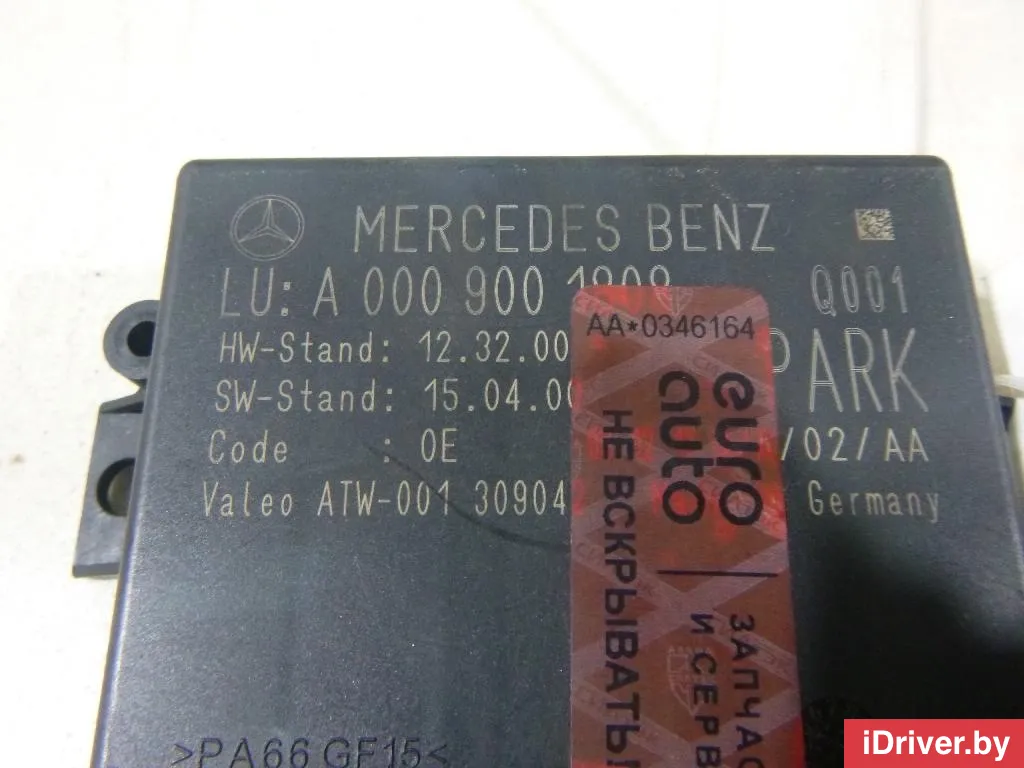 MERCEDES BENZ
LU: A 000 900 Q001
HW-Stand: 12.32.00
PARK
SW-Stand: 15.04.00
Code : 0E /02/AA
Valeo ATW-001 30904 Germany
>PA66 GF15<
AA*0346164
euro
auto
НЕ ВСКРЫВАТЬ!
ЗАПЧАС
И СЕРВ
iDriver.by